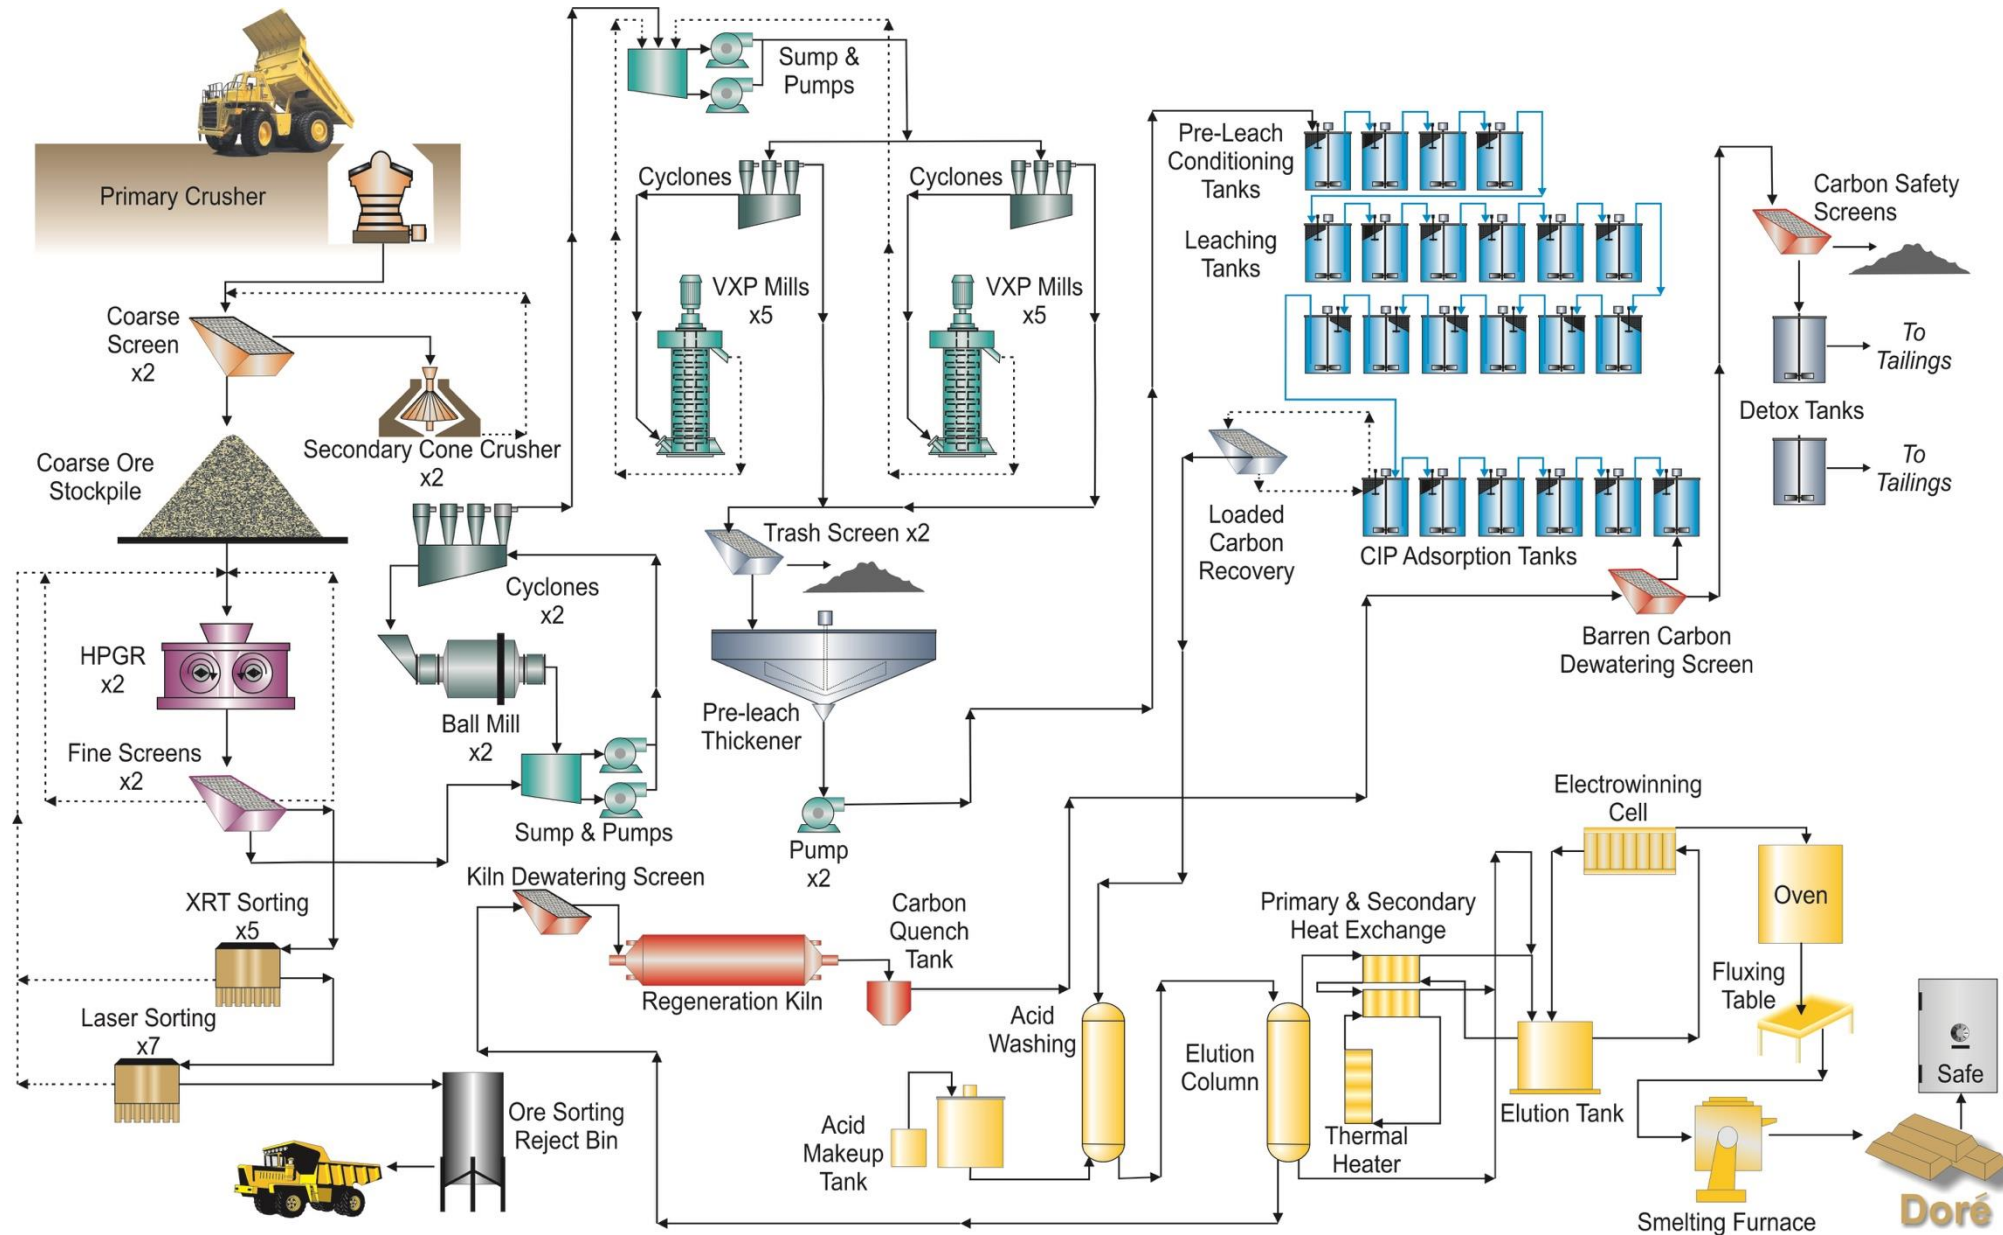 Primary Crusher
Coarse
Screen
x2
Secondary Cone Crusher
x2
Coarse Ore
Stockpile
HPGR
x2
Fine Screens
x2
XRT Sorting
x5
Laser Sorting
x7
Ore Sorting
Reject Bin
Cyclones
x2
Ball Mill
x2
Sump & Pumps
Sump &
Pumps
Cyclones
Cyclones
VXP Mills
x5
VXP Mills
x5
Trash Screen x2
Pre-leach
Thickener
Pump
x2
Pre-Leach
Conditioning
Tanks
Leaching
Tanks
Loaded
Carbon
Recovery
CIP Adsorption Tanks
Barren Carbon
Dewatering Screen
Carbon Safety
Screens
To
Tailings
Detox Tanks
To
Tailings
Kiln Dewatering Screen
Regeneration Kiln
Carbon
Quench
Tank
Acid
Washing
Acid
Makeup
Tank
Elution
Column
Primary & Secondary
Heat Exchange
Thermal
Heater
Elution Tank
Electrowinning
Cell
Oven
Fluxing
Table
Smelting Furnace
Safe
Doré